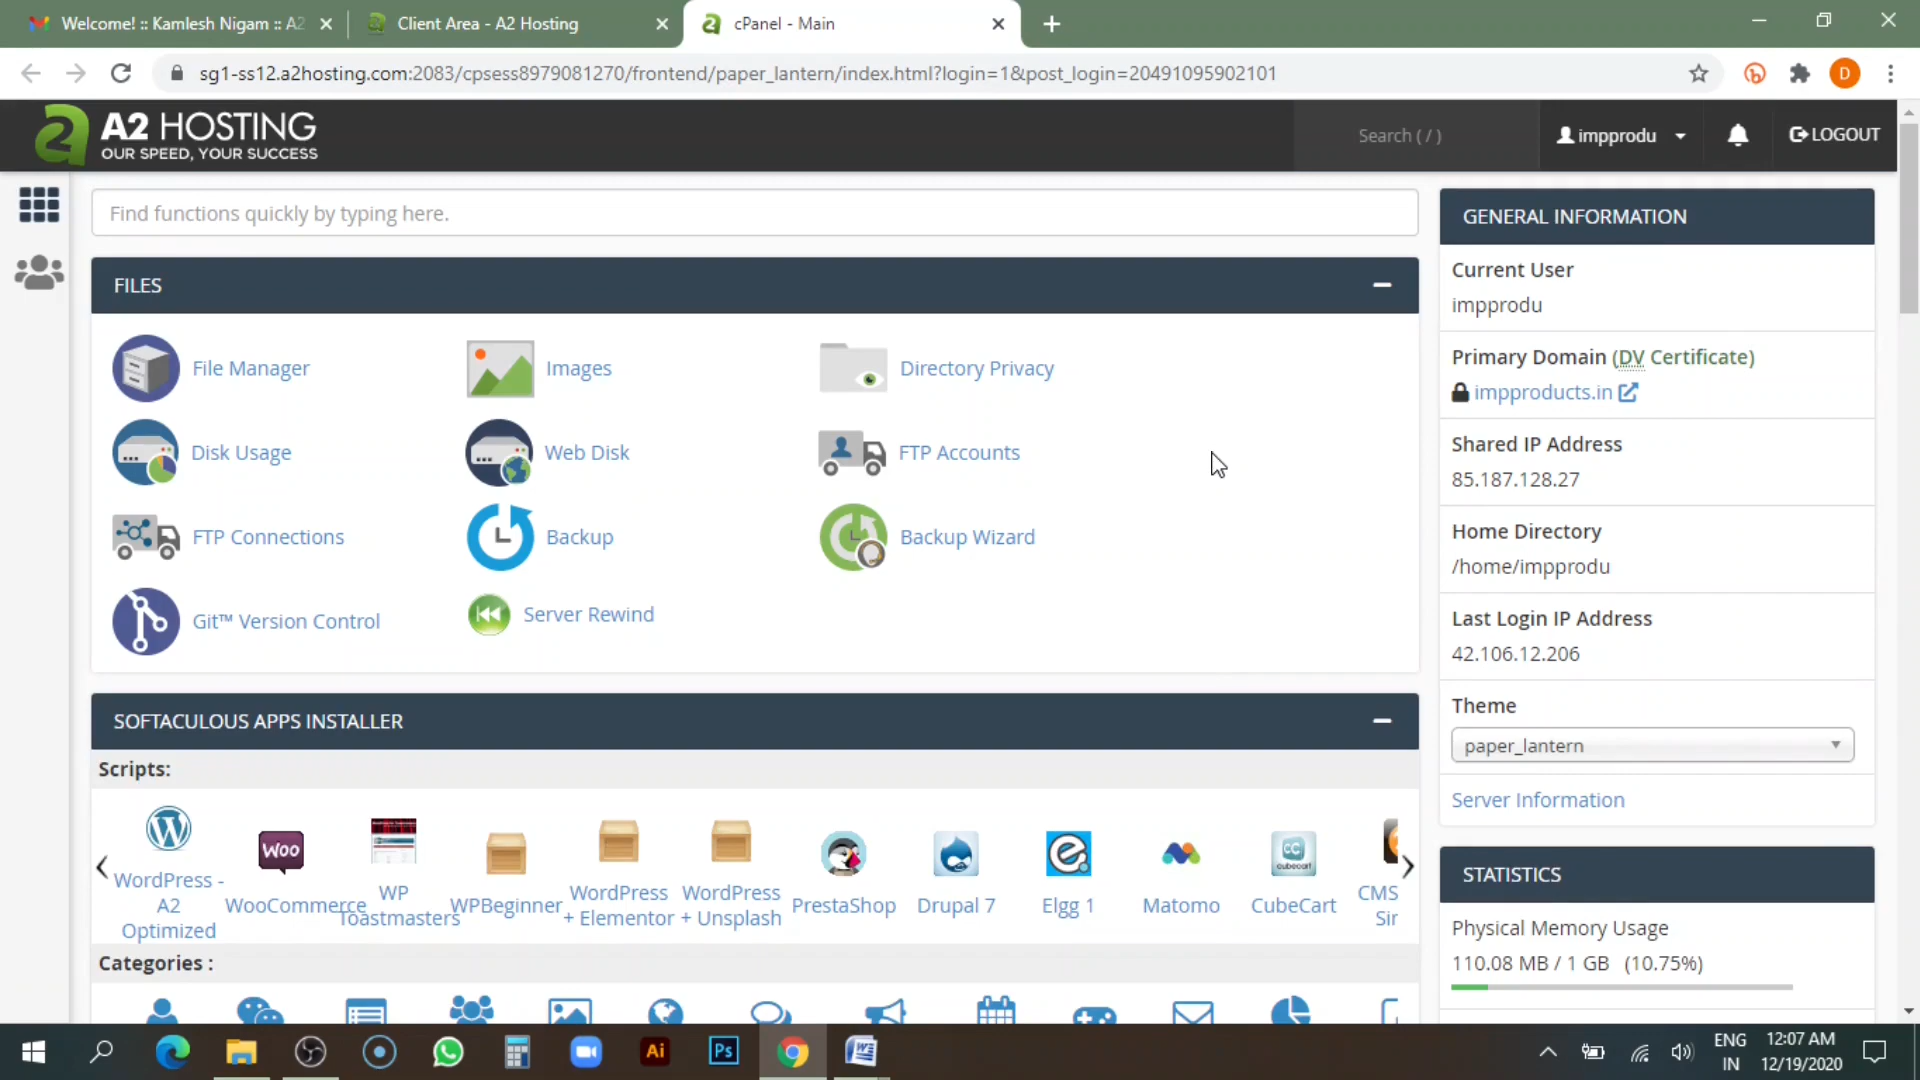 Welcome! :: Kamlesh Nigam :: A2
Client Area - A2 Hosting
cPanel - Main
sg1-ss12.a2hosting.com:2083/cpsess8979081270/frontend/paper_lantern/index.html?login=1&post_login=20491095902101
D
A2 HOSTING
OUR SPEED, YOUR SUCCESS
Search ( / )
impprodu
LOGOUT
Find functions quickly by typing here.
FILES
File Manager
Images
Directory Privacy
Disk Usage
Web Disk
FTP Accounts
FTP Connections
Backup
Backup Wizard
Git™ Version Control
Server Rewind
SOFTACULOUS APPS INSTALLER
Scripts:
WordPress -
A2
Optimized
Woo
WooCommerce
WP
Toastmasters
WPBeginner
WordPress
+ Elementor
WordPress
+ Unsplash
PrestaShop
Drupal 7
Elgg 1
Matomo
CC
cubecart
CubeCart
CMS
Sir
Categories :
GENERAL INFORMATION
Current User
impprodu
Primary Domain (DV Certificate)
impproducts.in
Shared IP Address
85.187.128.27
Home Directory
/home/impprodu
Last Login IP Address
42.106.12.206
Theme
paper_lantern
Server Information
STATISTICS
Physical Memory Usage
110.08 MB / 1 GB (10.75%)
Ai
Ps
ENG
IN
12:07 AM
12/19/2020